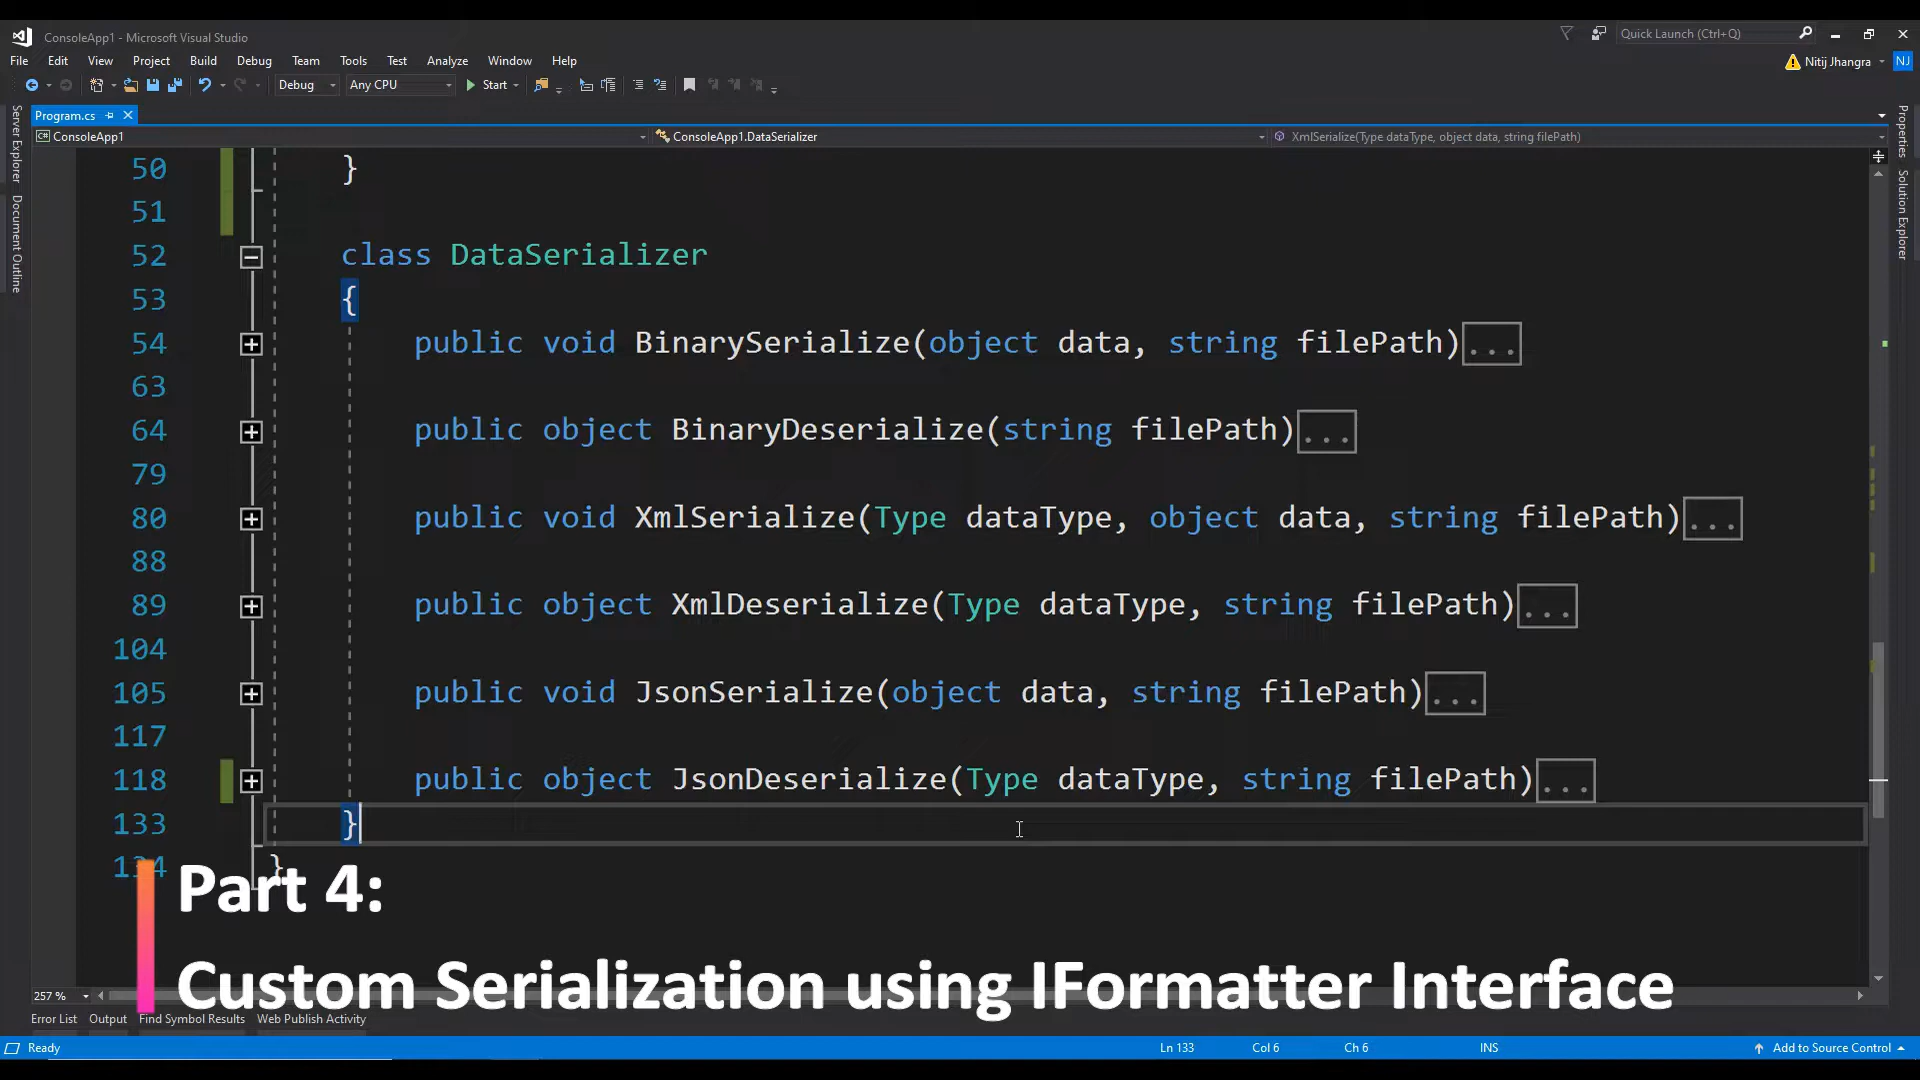 ConsoleApp1 - Microsoft Visual Studio
Quick Launch (Ctrl+Q)
File Edit View Project Build Debug Team Tools Test Analyze Window Help
Nitij Jhangra NJ
Debug Any CPU Start
Program.cs
ConsoleApp1 ConsoleApp1.DataSerializer XmlSerialize(Type dataType, object data, string filePath)
Server Explorer
Document Outline
Properties
Solution Explorer
50 }
51
52 class DataSerializer
53 {
54 public void BinarySerialize(object data, string filePath)...
63
64 public object BinaryDeserialize(string filePath)...
79
80 public void XmlSerialize(Type dataType, object data, string filePath)...
88
89 public object XmlDeserialize(Type dataType, string filePath)...
104
105 public void JsonSerialize(object data, string filePath)...
117
118 public object JsonDeserialize(Type dataType, string filePath)...
133 }
134 }
Part 4:
Custom Serialization using IFormatter Interface
257 %
Error List Output Find Symbol Results Web Publish Activity
Ready Ln 133 Col 6 Ch 6 INS Add to Source Control